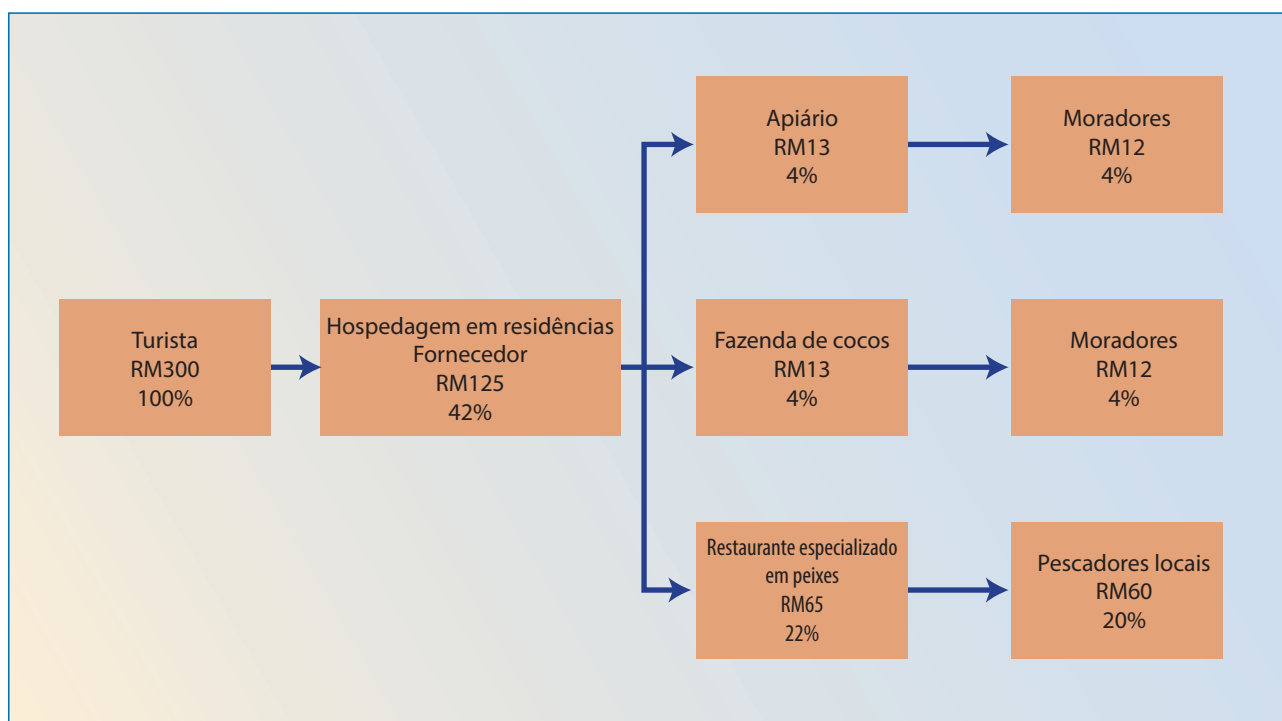 Turista
RM300
100%
Hospedagem em residências
Fornecedor
RM125
42%
Apiário
RM13
4%
Moradores
RM12
4%
Fazenda de cocos
RM13
4%
Moradores
RM12
4%
Restaurante especializado
em peixes
RM65
22%
Pescadores locais
RM60
20%